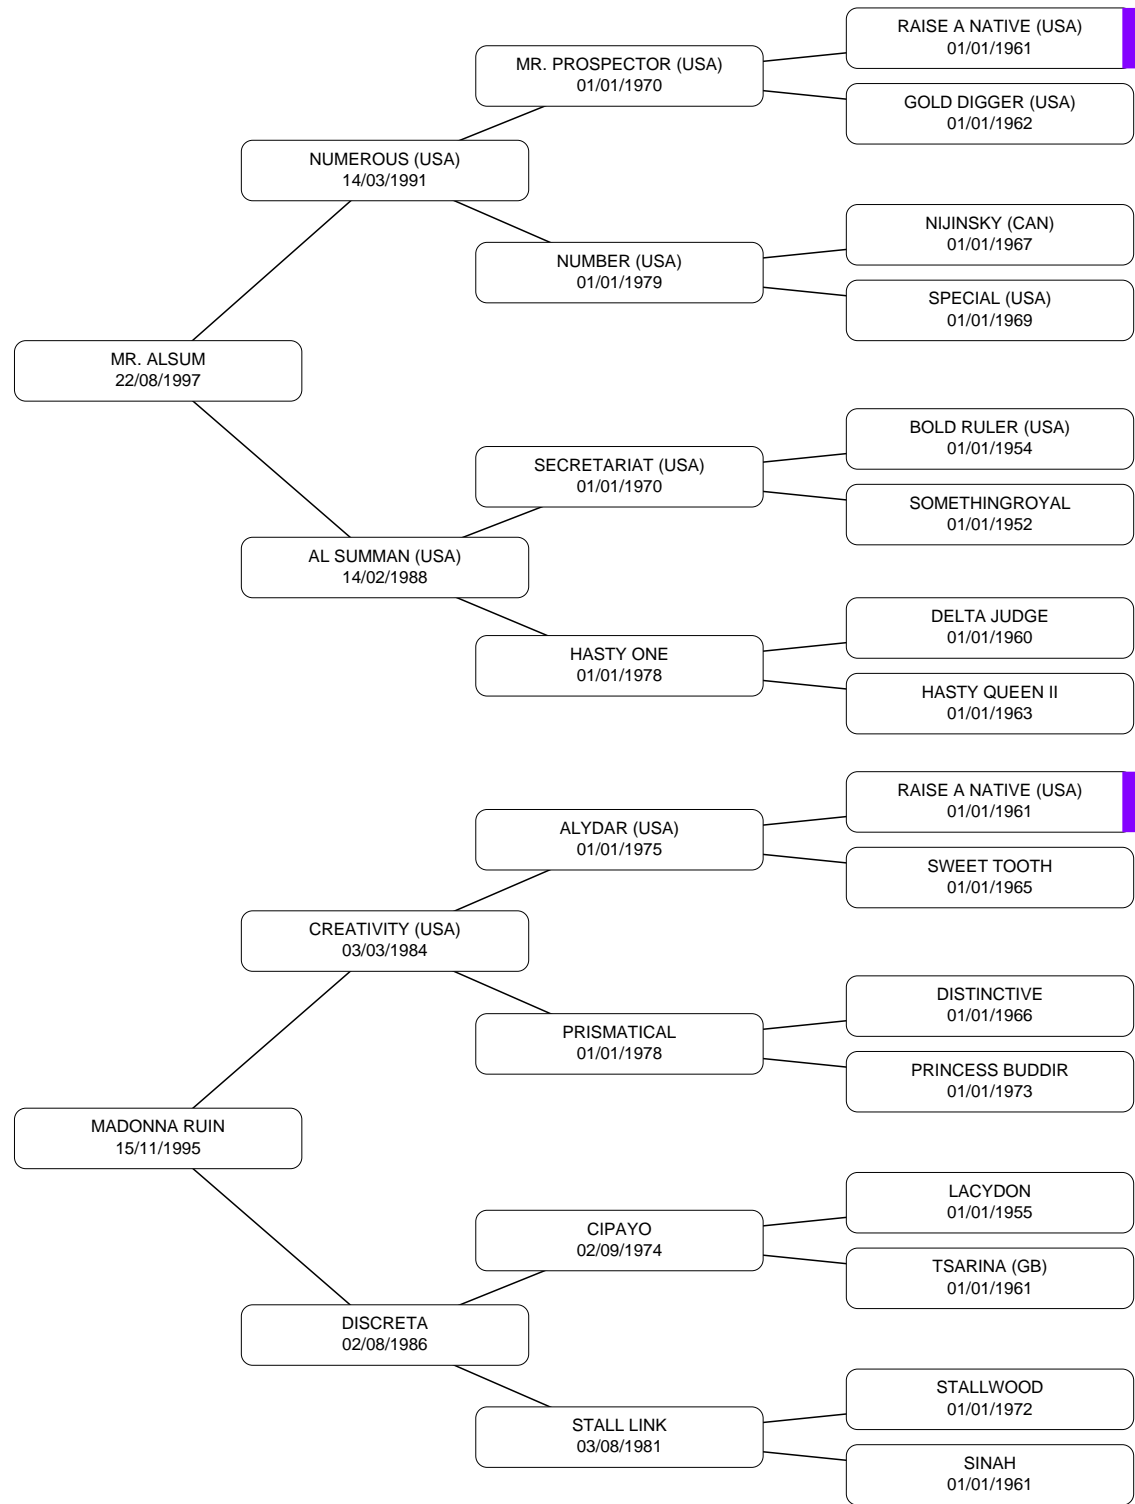 RAISE A NATIVE (USA)
01/01/1961
MR. PROSPECTOR (USA)
01/01/1970
GOLD DIGGER (USA)
01/01/1962
NUMEROUS (USA)
14/03/1991
NIJINSKY (CAN)
01/01/1967
NUMBER (USA)
01/01/1979
SPECIAL (USA)
01/01/1969
MR. ALSUM
22/08/1997
BOLD RULER (USA)
01/01/1954
SECRETARIAT (USA)
01/01/1970
SOMETHINGROYAL
01/01/1952
AL SUMMAN (USA)
14/02/1988
DELTA JUDGE
01/01/1960
HASTY ONE
01/01/1978
HASTY QUEEN II
01/01/1963
RAISE A NATIVE (USA)
01/01/1961
ALYDAR (USA)
01/01/1975
SWEET TOOTH
01/01/1965
CREATIVITY (USA)
03/03/1984
DISTINCTIVE
01/01/1966
PRISMATICAL
01/01/1978
PRINCESS BUDDIR
01/01/1973
MADONNA RUIN
15/11/1995
LACYDON
01/01/1955
CIPAYO
02/09/1974
TSARINA (GB)
01/01/1961
DISCRETA
02/08/1986
STALLWOOD
01/01/1972
STALL LINK
03/08/1981
SINAH
01/01/1961